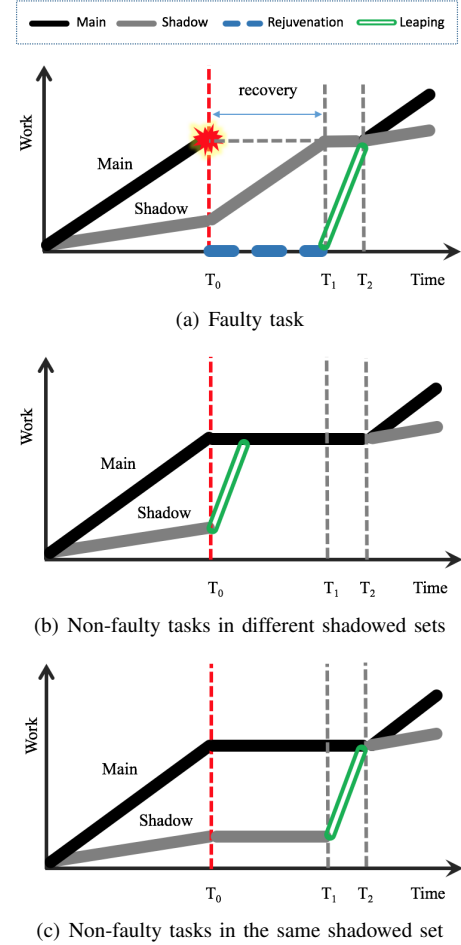 Main Shadow Rejuvenation Leaping
recovery
Work
Main
Shadow
T0 T1 T2 Time
(a) Faulty task
Work
Main
Shadow
T0 T1 T2 Time
(b) Non-faulty tasks in different shadowed sets
Work
Main
Shadow
T0 T1 T2 Time
(c) Non-faulty tasks in the same shadowed set